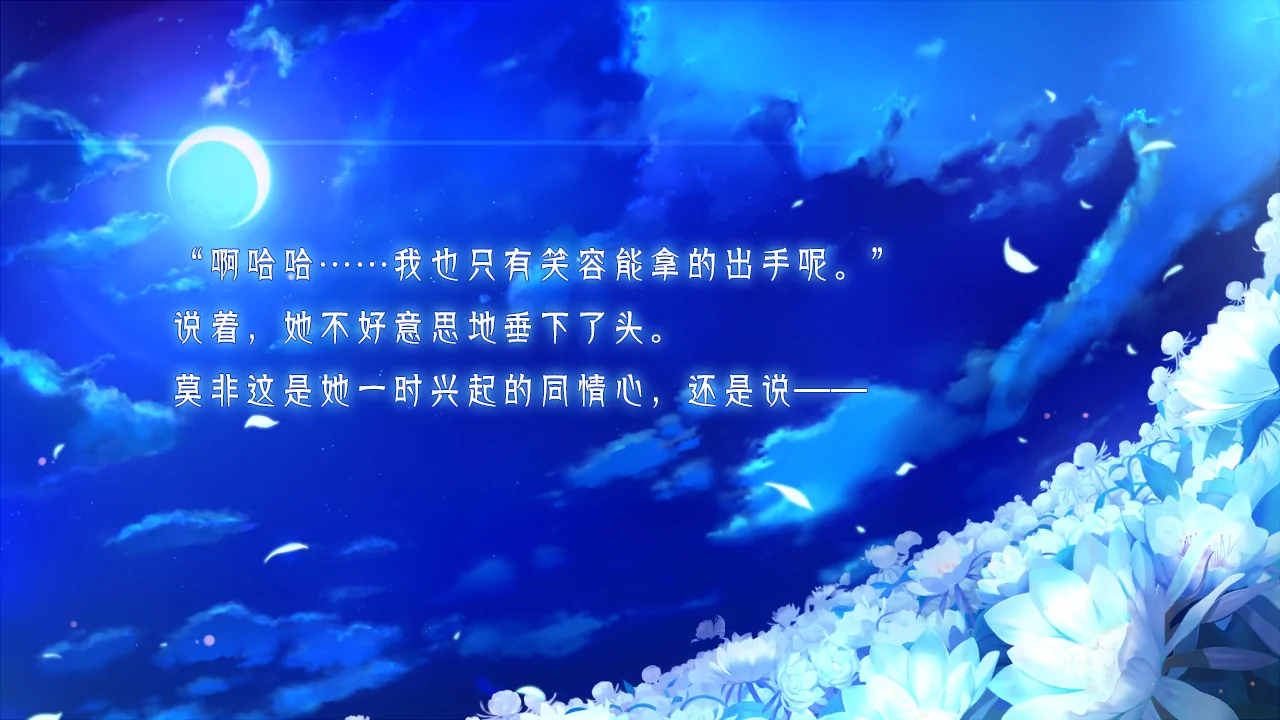 “啊哈哈……我也只有笑容能拿的出手呢。”
说着，她不好意思地垂下了头。
莫非这是她一时兴起的同情心，还是说——